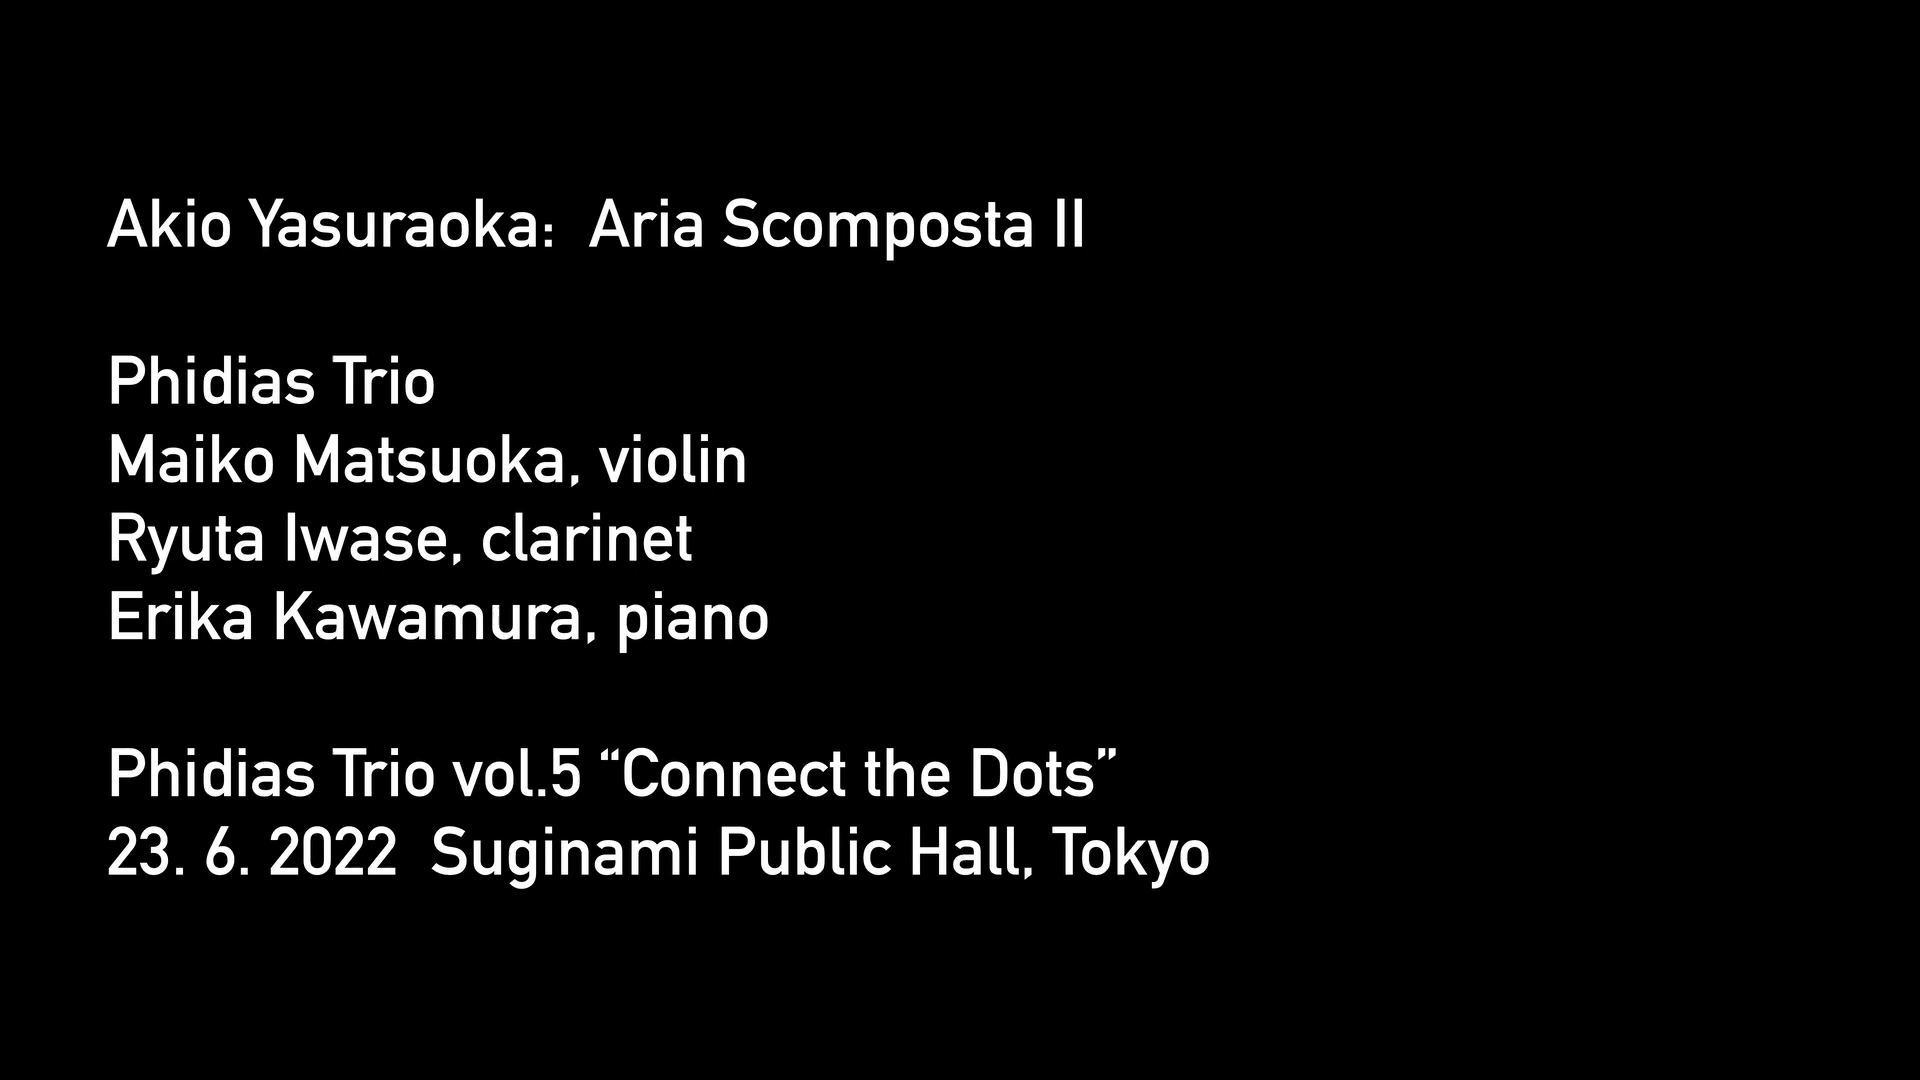 Akio Yasuraoka:  Aria Scomposta II
Phidias Trio
Maiko Matsuoka, violin
Ryuta Iwase, clarinet
Erika Kawamura, piano
Phidias Trio vol.5 “Connect the Dots”
23. 6. 2022  Suginami Public Hall, Tokyo